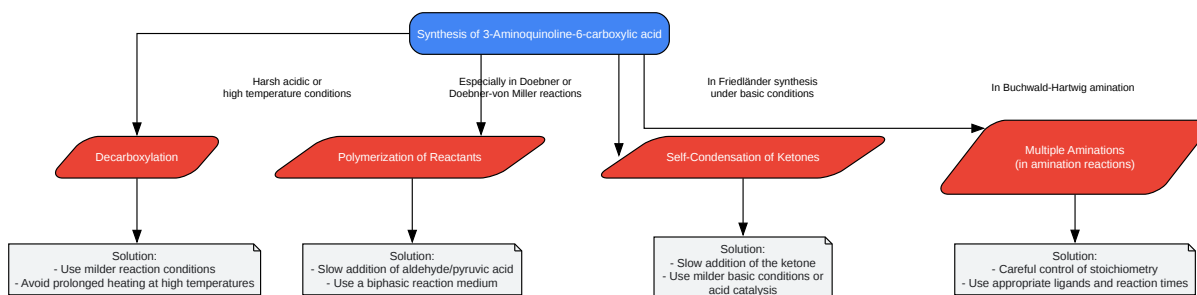 Synthesis of 3-Aminoquinoline-6-carboxylic acid
Harsh acidic or
high temperature conditions
Especially in Doebner or
Doebner-von Miller reactions
In Friedländer synthesis
under basic conditions
In Buchwald-Hartwig amination
Decarboxylation
Polymerization of Reactants
Self-Condensation of Ketones
Multiple Aminations
(in amination reactions)
Solution:
- Use milder reaction conditions
- Avoid prolonged heating at high temperatures
Solution:
- Slow addition of aldehyde/pyruvic acid
- Use a biphasic reaction medium
Solution:
- Slow addition of the ketone
- Use milder basic conditions or
acid catalysis
Solution:
- Careful control of stoichiometry
- Use appropriate ligands and reaction times